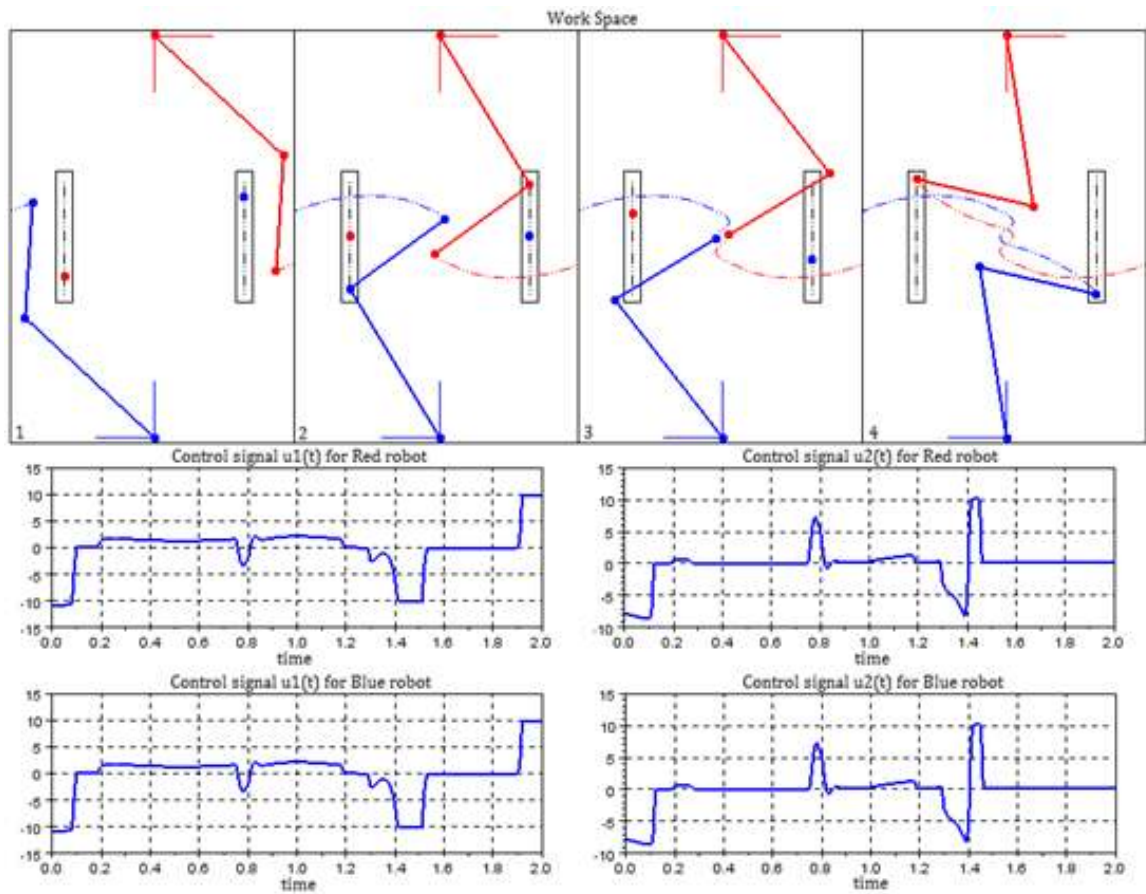 Work Space
1 2 3 4
Control signal u1(t) for Red robot
15
10
5
0
-5
-10
-15
0.0 0.2 0.4 0.6 0.8 1.0 1.2 1.4 1.6 1.8 2.0
time
Control signal u2(t) for Red robot
15
10
5
0
-5
-10
0.0 0.2 0.4 0.6 0.8 1.0 1.2 1.4 1.6 1.8 2.0
time
Control signal u1(t) for Blue robot
15
10
5
0
-5
-10
-15
0.0 0.2 0.4 0.6 0.8 1.0 1.2 1.4 1.6 1.8 2.0
time
Control signal u2(t) for Blue robot
15
10
5
0
-5
-10
0.0 0.2 0.4 0.6 0.8 1.0 1.2 1.4 1.6 1.8 2.0
time